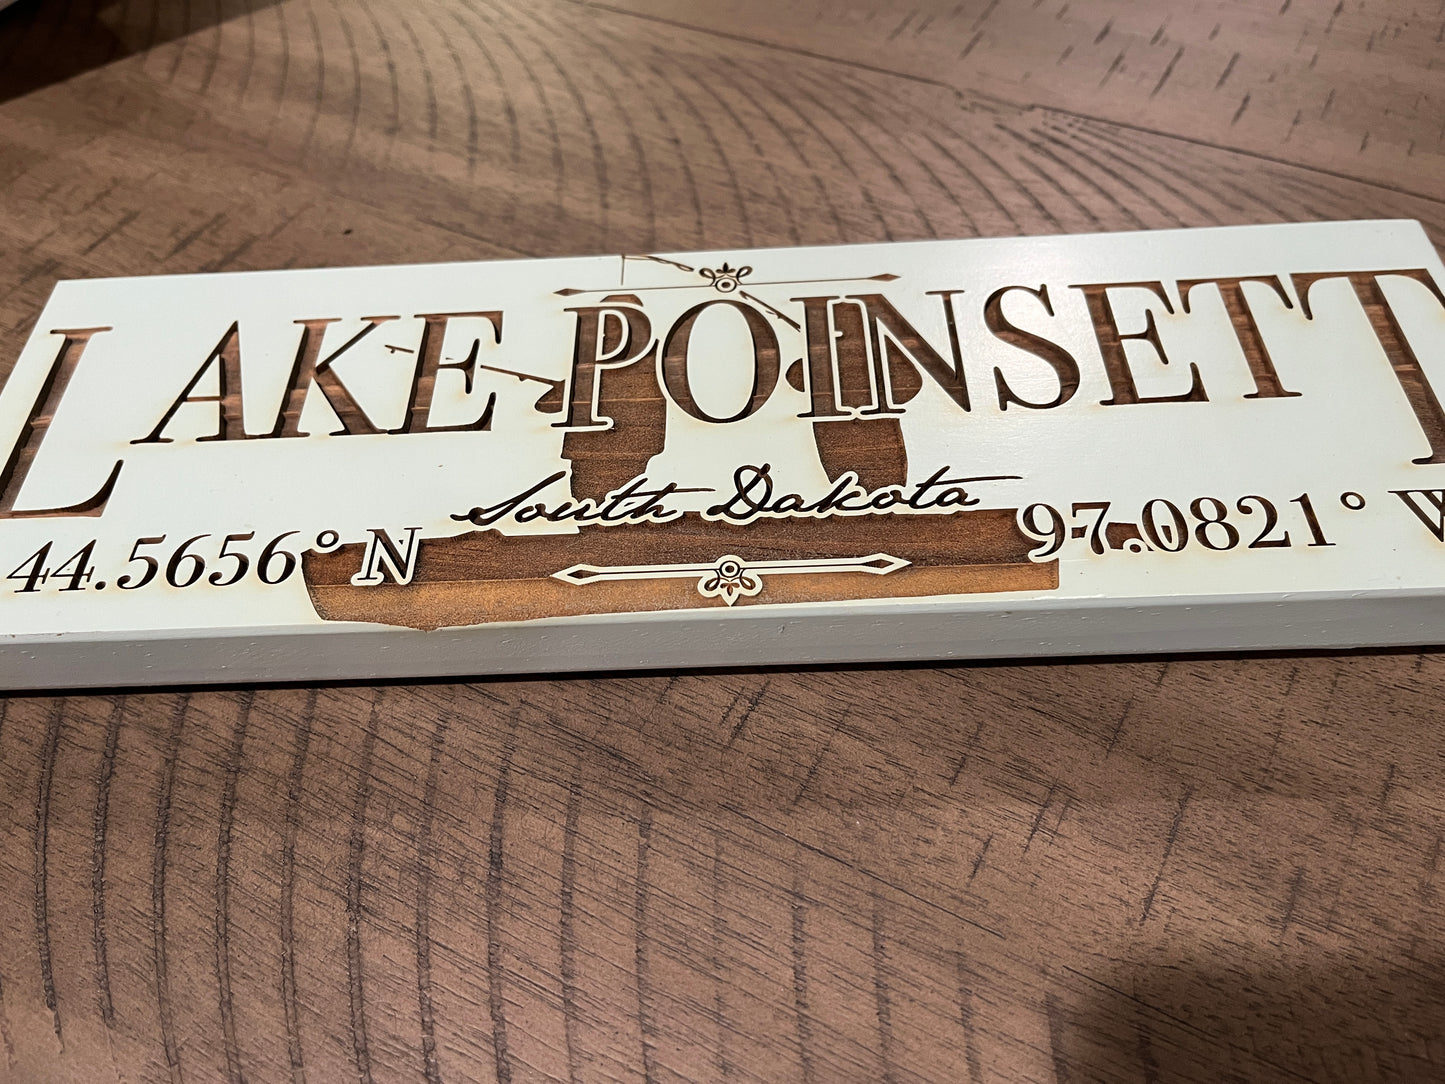 LAKE POINSETT
South Dakota
44.5656° N 97.0821° W